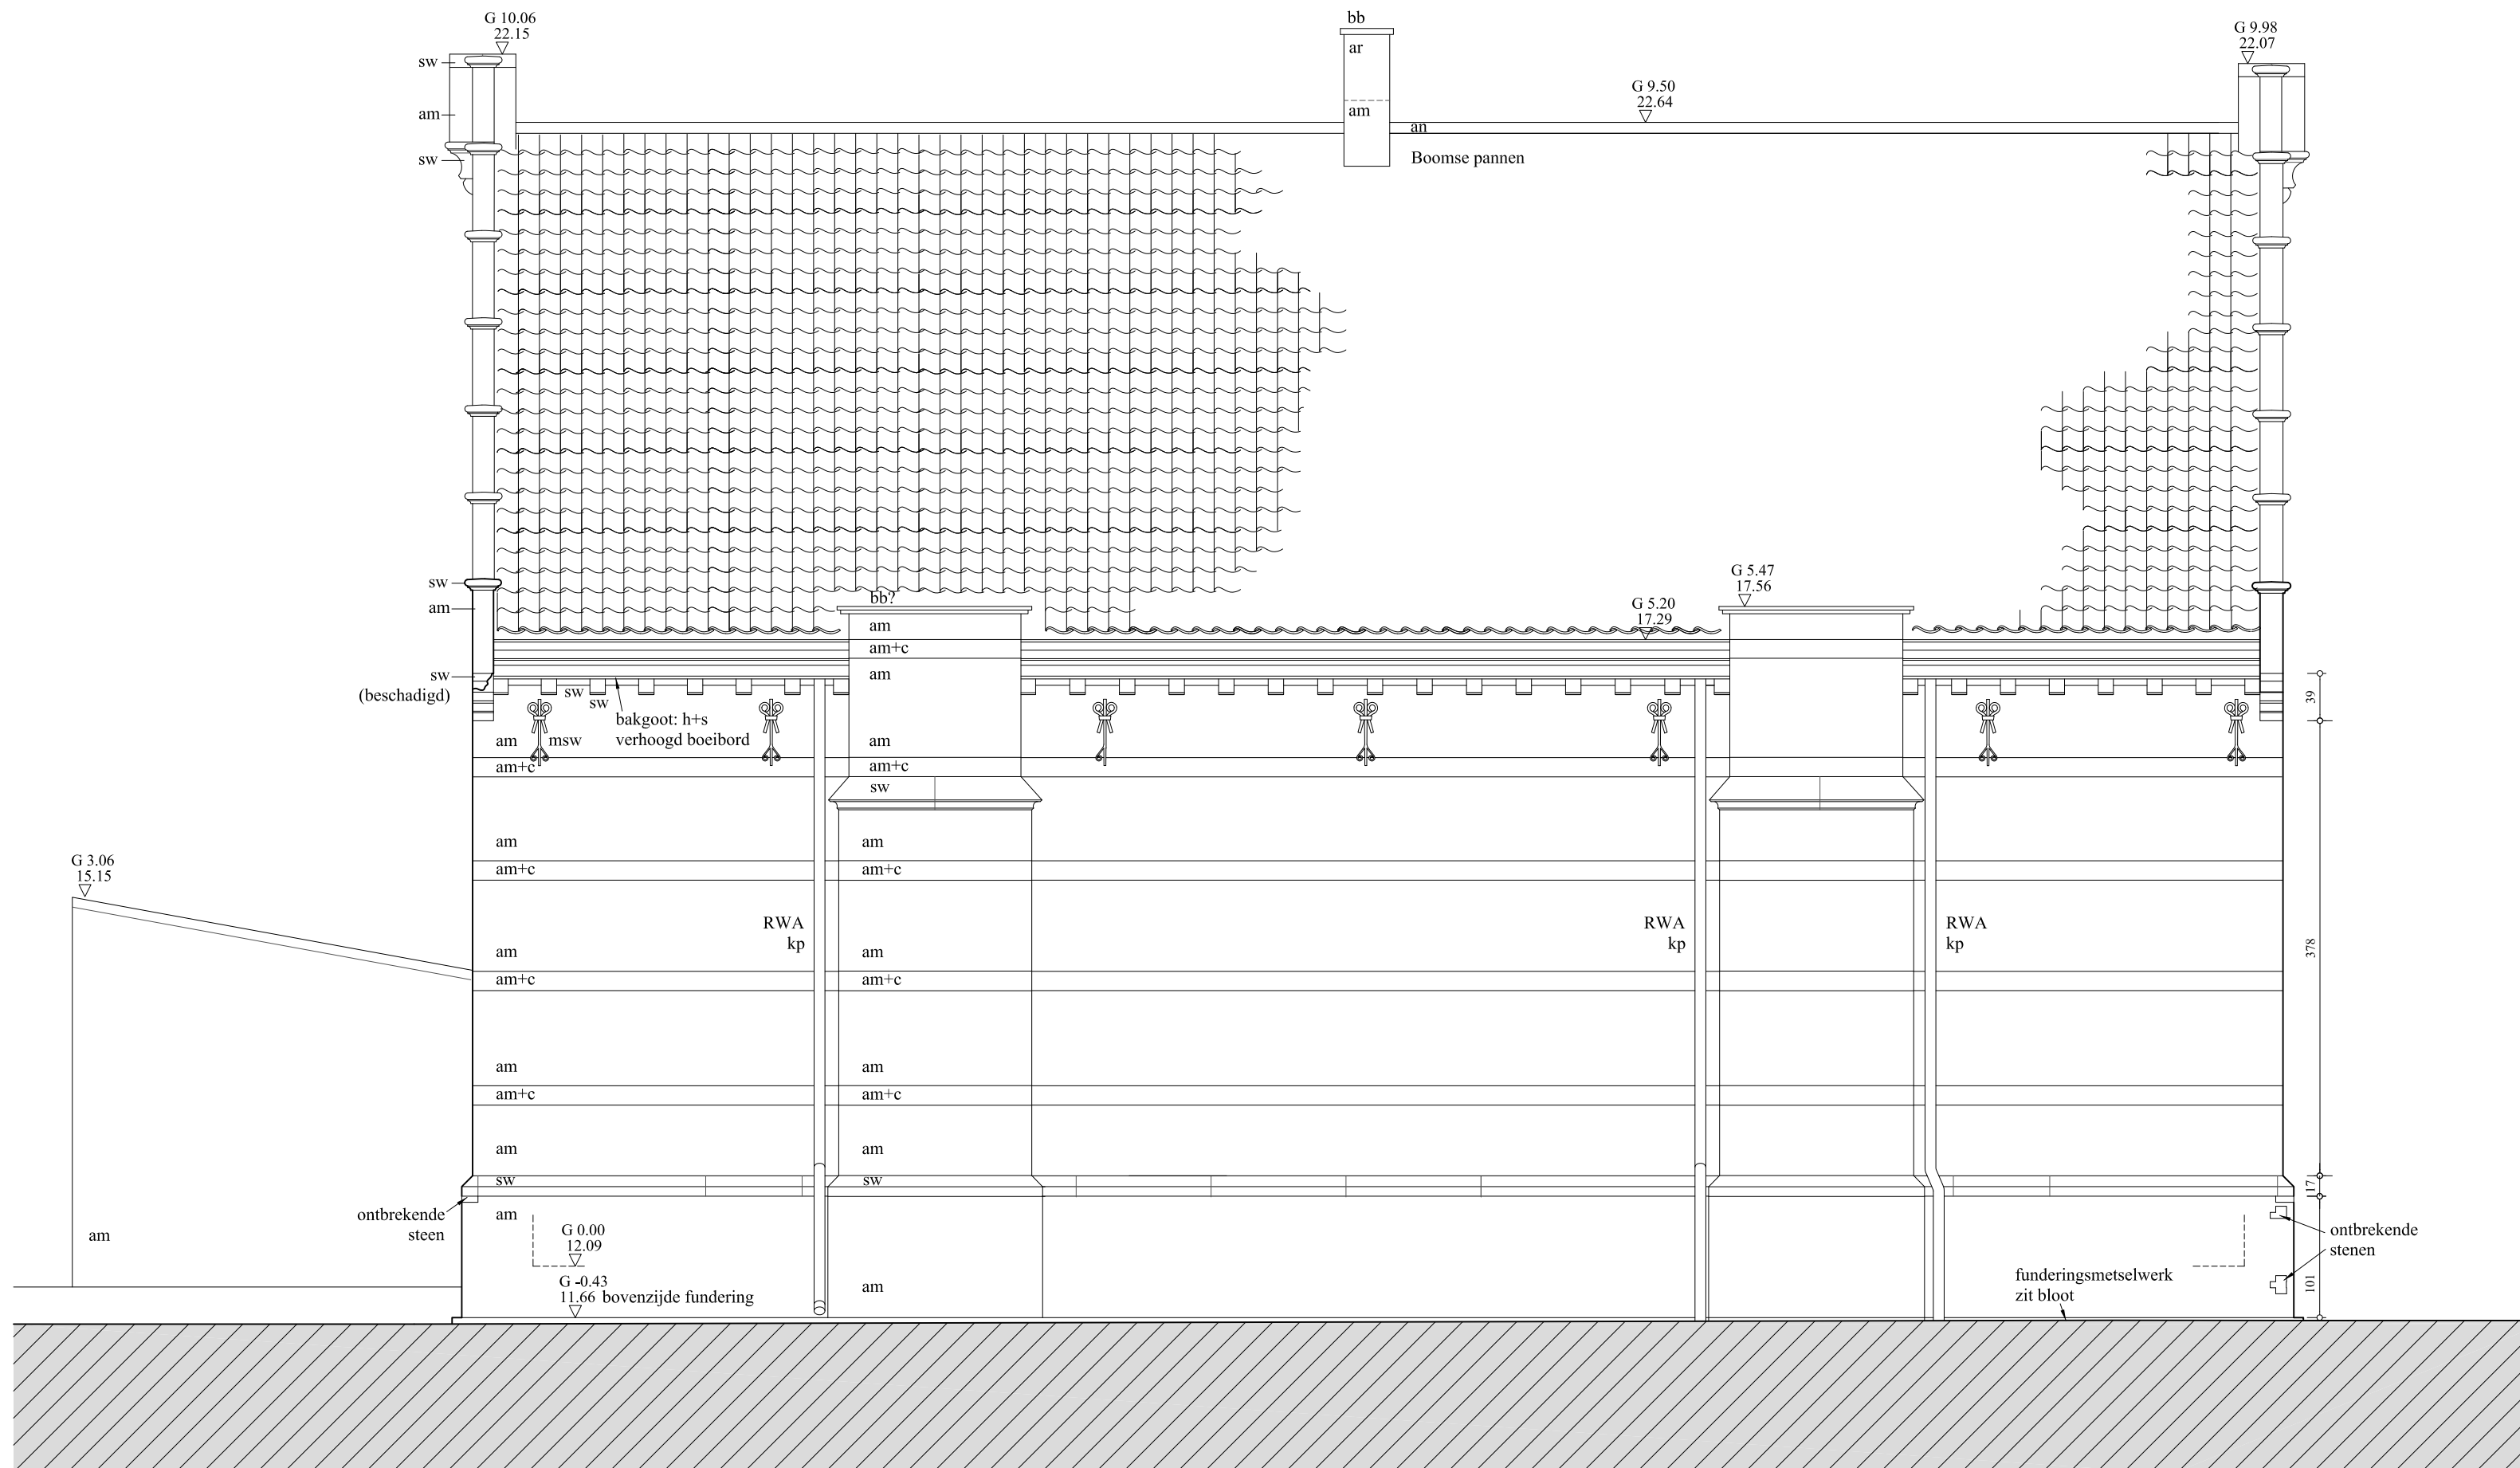 G 10.06
22.15
bb
G 9.98
22.07
sw
ar
G 9.50
22.64
am
am
an
sw
Boomse pannen
G 5.47
17.56
sw
bb?
G 5.20
17.29
am
am
am+c
sw
(beschadigd)
am
sw
sw
39
bakgoot: h+s
verhoogd boeibord
am
msw
am
am+c
am+c
sw
am
am
G 3.06
15.15
am+c
am+c
RWA
kp
RWA
kp
RWA
kp
378
am
am
am+c
am+c
am
am
am+c
am+c
am
am
sw
sw
17
ontbrekende
steen
am
am
G 0.00
12.09
ontbrekende
stenen
G -0.43
11.66 bovenzijde fundering
am
funderingsmetselwerk
zit bloot
101